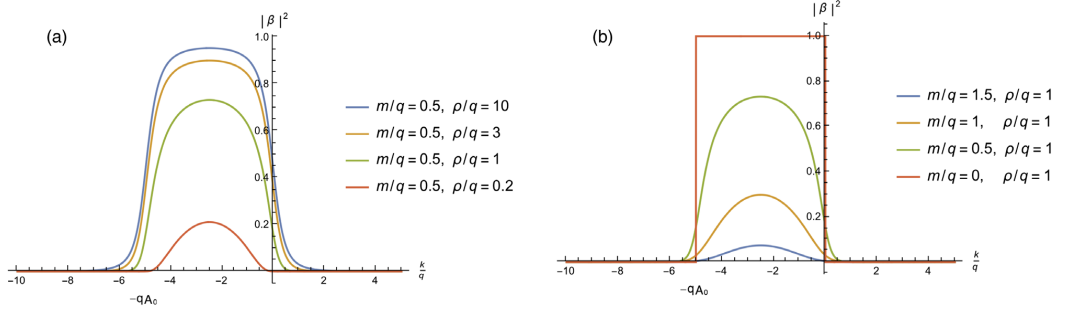 (a)
|β|²
1.0
0.8
0.6
0.4
0.2
−10 −8 −6 −4 −2 2 4
k/q
−qA₀
m/q = 0.5, ρ/q = 10
m/q = 0.5, ρ/q = 3
m/q = 0.5, ρ/q = 1
m/q = 0.5, ρ/q = 0.2
(b)
|β|²
1.0
0.8
0.6
0.4
0.2
−10 −8 −6 −4 −2 2 4
k/q
−qA₀
m/q = 1.5, ρ/q = 1
m/q = 1, ρ/q = 1
m/q = 0.5, ρ/q = 1
m/q = 0, ρ/q = 1